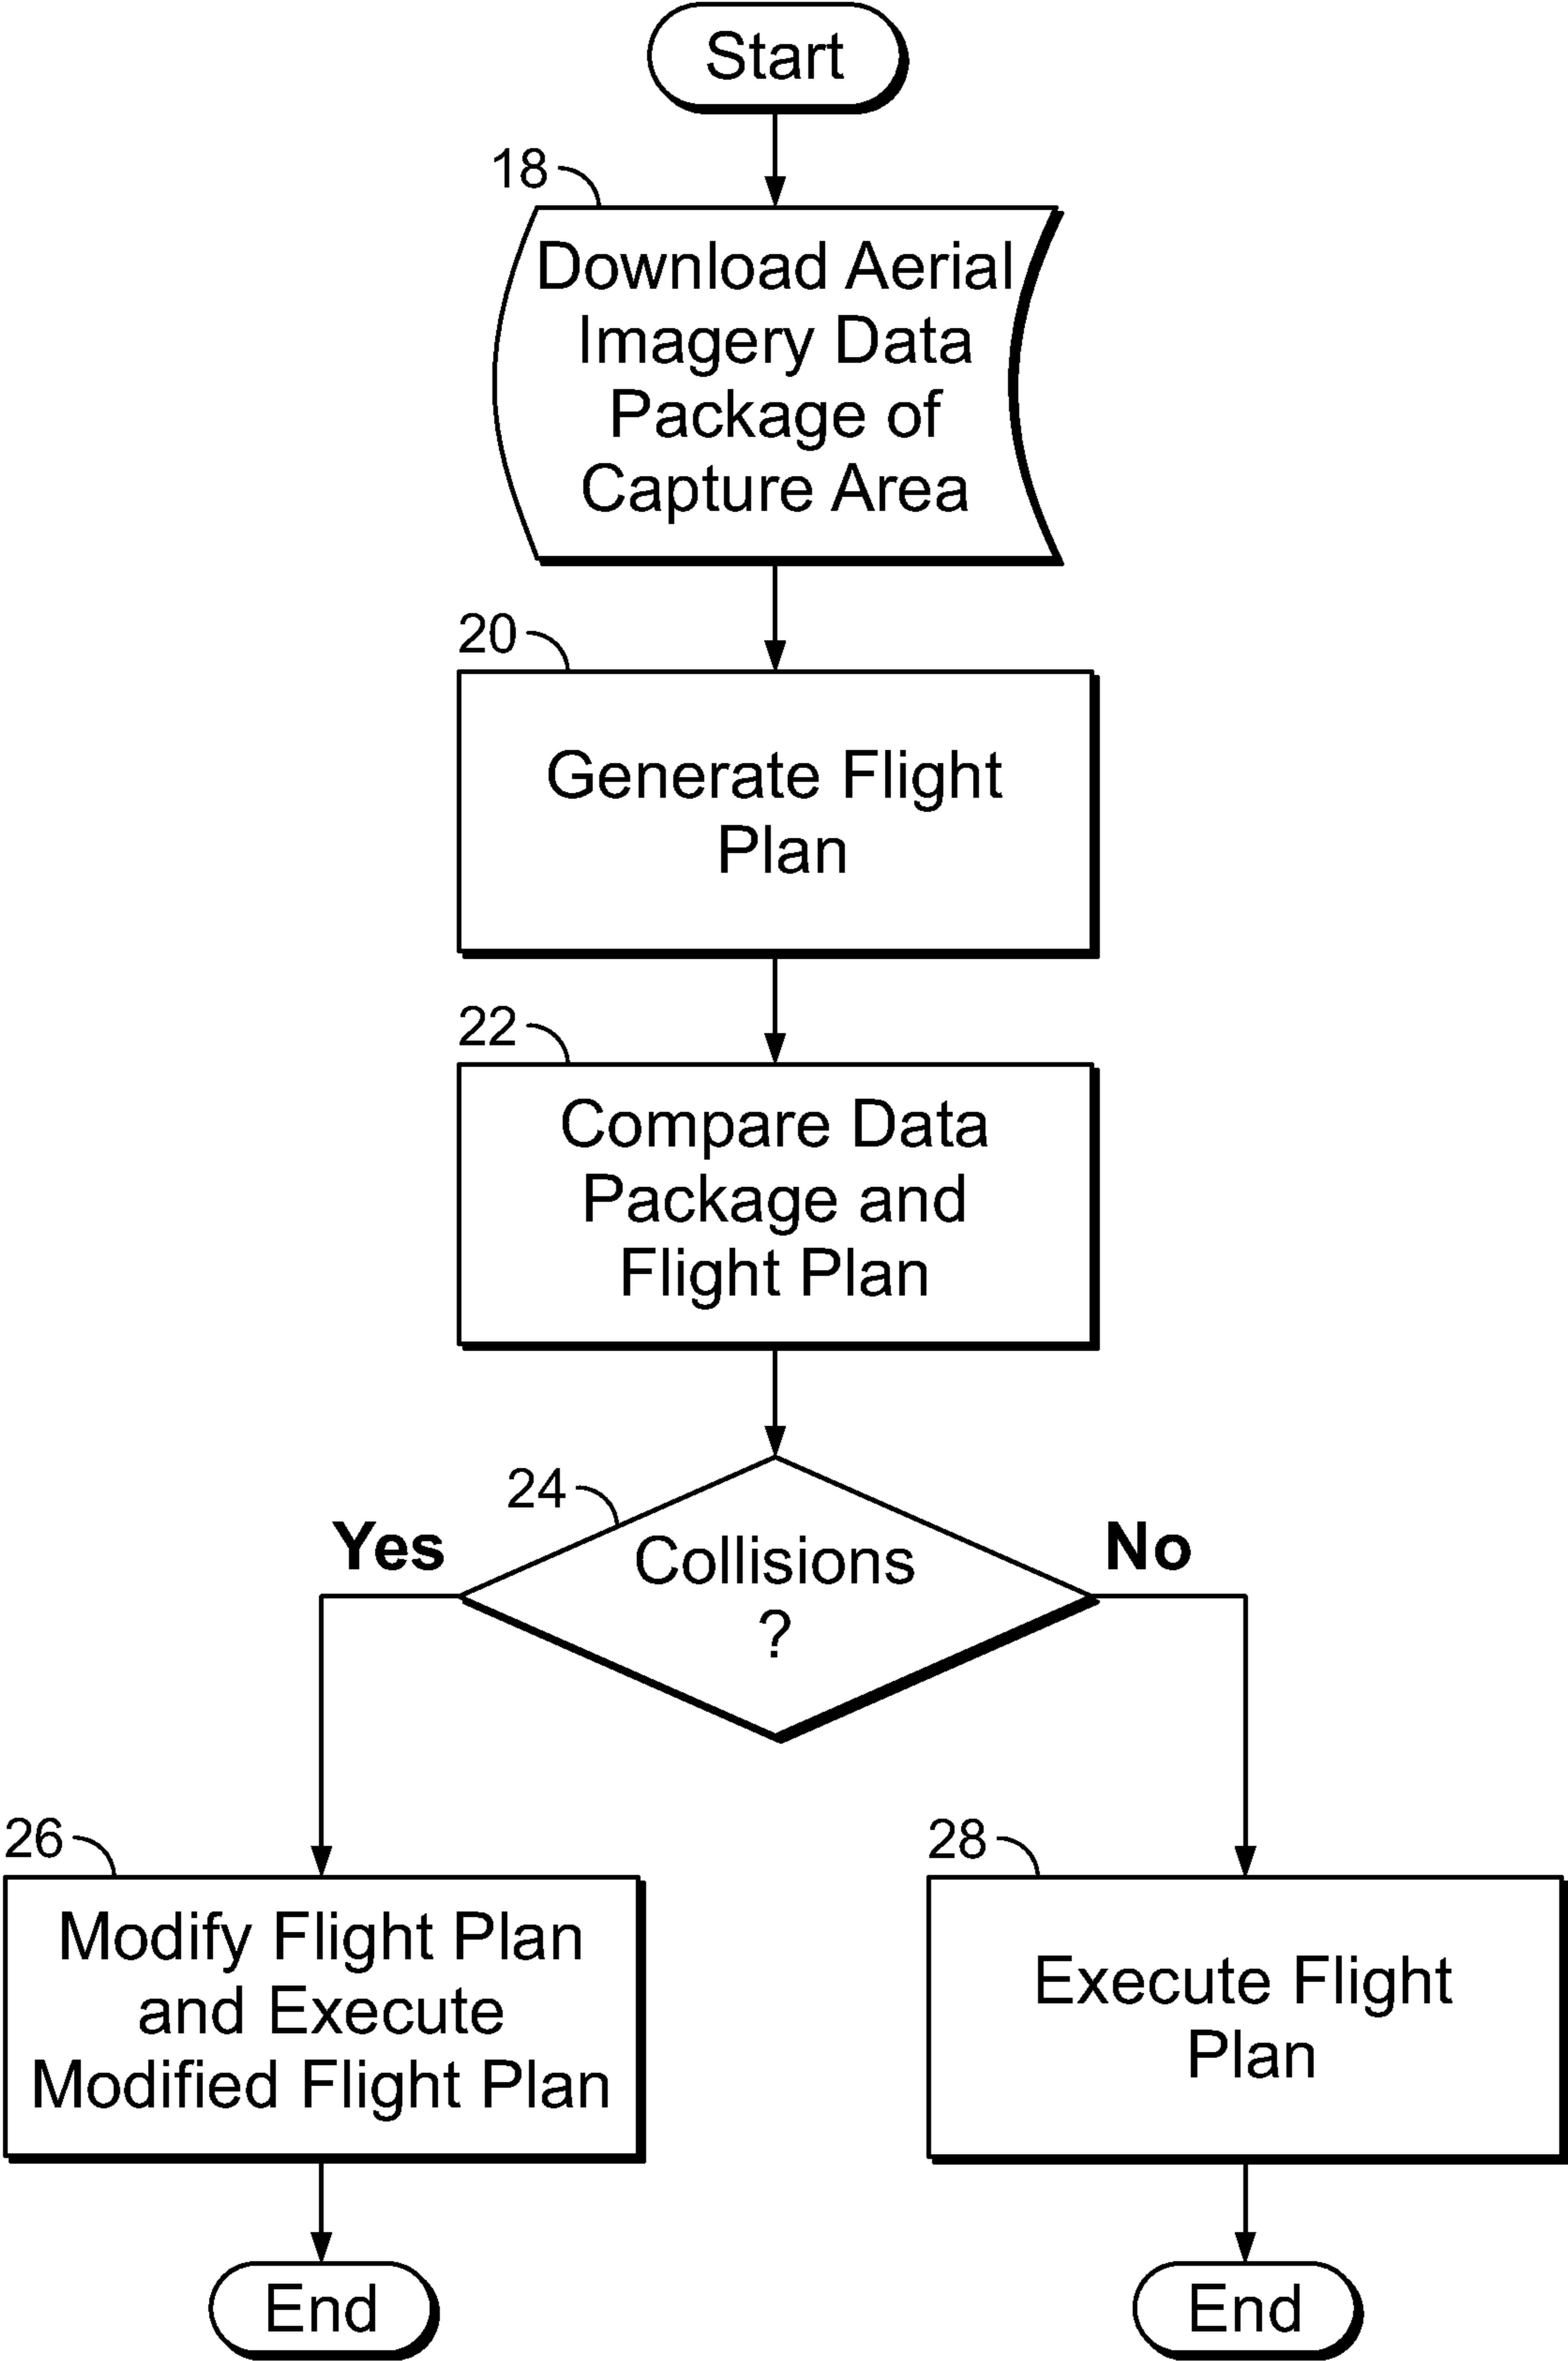 Start
18
Download Aerial
Imagery Data
Package of
Capture Area
20
Generate Flight
Plan
22
Compare Data
Package and
Flight Plan
24
Collisions
?
Yes
No
26
Modify Flight Plan
and Execute
Modified Flight Plan
28
Execute Flight
Plan
End
End